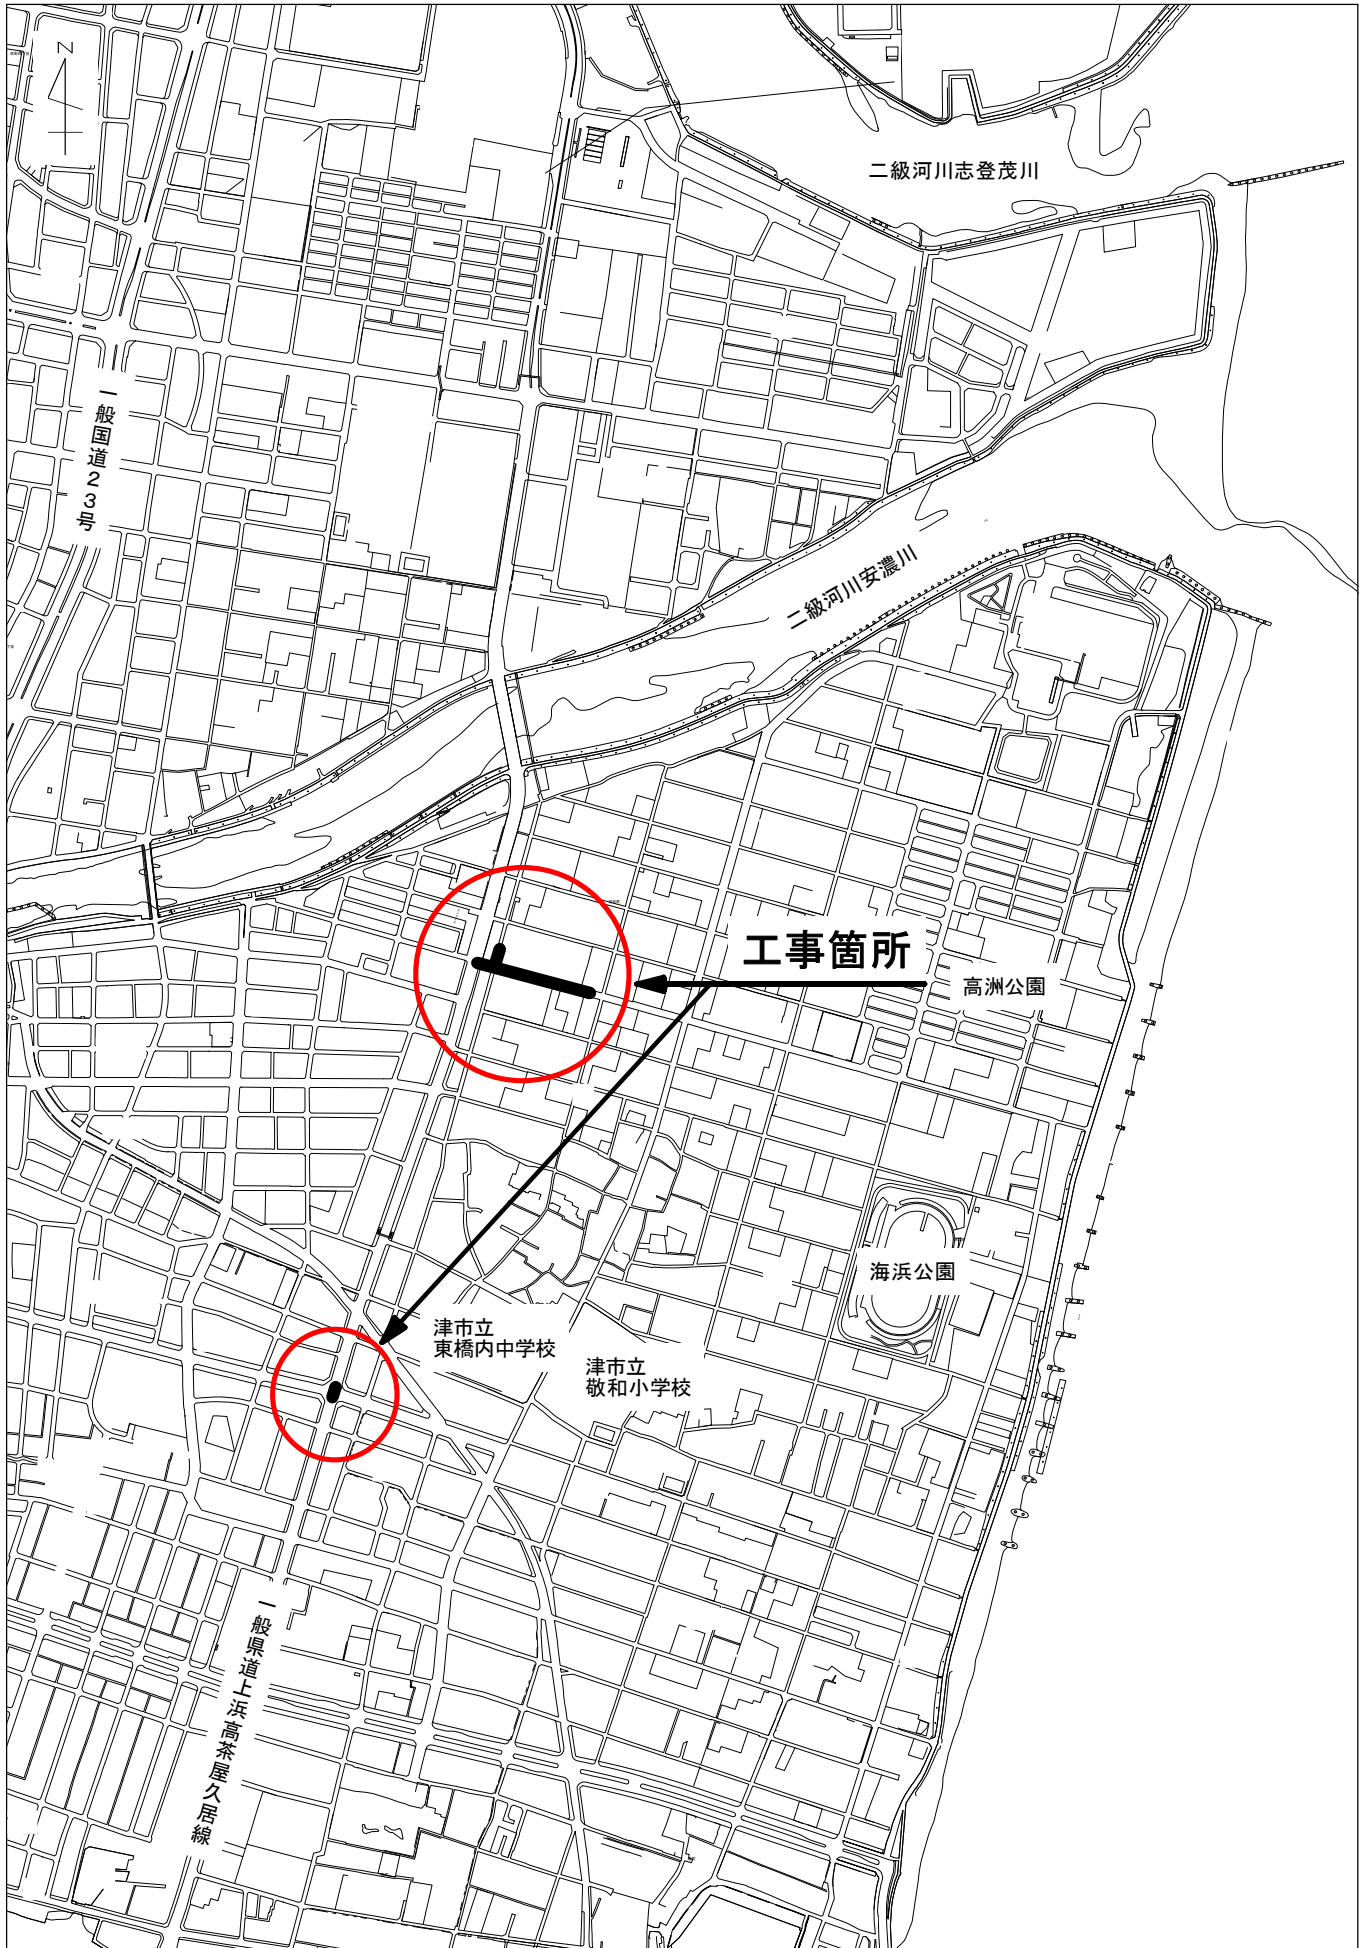 N
二級河川志登茂川
一般国道23号
二級河川安濃川
工事箇所
高洲公園
海浜公園
津市立
東橋内中学校
津市立
敬和小学校
一般県道上浜高茶屋久居線